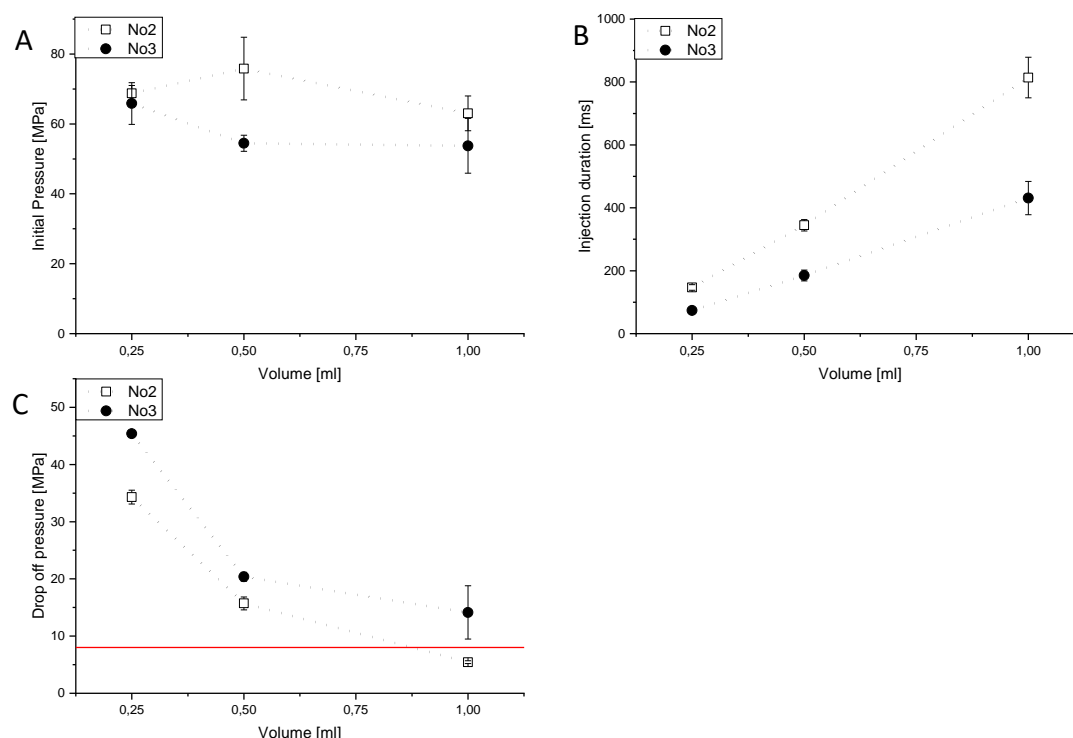 A
No2
No3
Initial Pressure [MPa]
80
60
40
20
0
0,25
0,50
0,75
1,00
Volume [ml]
B
No2
No3
Injection duration [ms]
1000
800
600
400
200
0
0,25
0,50
0,75
1,00
Volume [ml]
C
No2
No3
Drop off pressure [MPa]
50
40
30
20
10
0
0,25
0,50
0,75
1,00
Volume [ml]